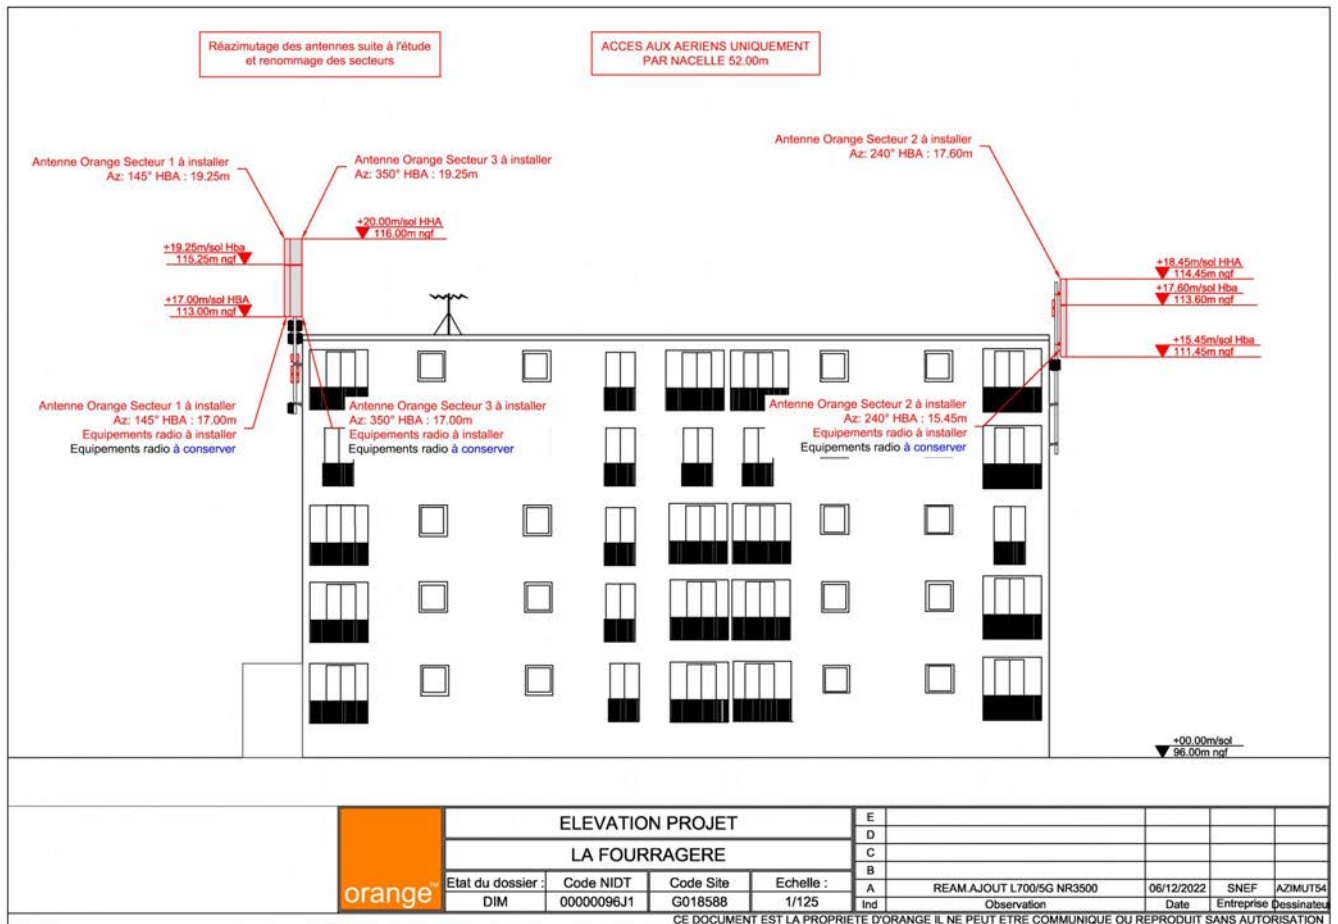 Réazimutage des antennes suite à l'étude
et renommage des secteurs
ACCES AUX AERIENS UNIQUEMENT
PAR NACELLE 52.00m
Antenne Orange Secteur 1 à installer
Az: 145° HBA : 19.25m
Antenne Orange Secteur 3 à installer
Az: 350° HBA : 19.25m
Antenne Orange Secteur 2 à installer
Az: 240° HBA : 17.60m
+20.00m/sol HHA
116.00m ngf
+19.25m/sol Hba
115.25m ngf
+17.00m/sol HBA
113.00m ngf
+18.45m/sol HHA
114.45m ngf
+17.60m/sol Hba
113.60m ngf
+15.45m/sol Hba
111.45m ngf
Antenne Orange Secteur 1 à installer
Az: 145° HBA : 17.00m
Equipements radio à installer
Equipements radio à conserver
Antenne Orange Secteur 3 à installer
Az: 350° HBA : 17.00m
Equipements radio à installer
Equipements radio à conserver
Antenne Orange Secteur 2 à installer
Az: 240° HBA : 15.45m
Equipements radio à installer
Equipements radio à conserver
+00.00m/sol
96.00m ngf
orange™
ELEVATION PROJET
LA FOURRAGERE
Etat du dossier : Code NIDT Code Site Echelle :
DIM 00000096J1 G018588 1/125
E
D
C
B
A REAM.AJOUT L700/5G NR3500 06/12/2022 SNEF AZIMUT54
Ind Observation Date Entreprise Dessinateu
CE DOCUMENT EST LA PROPRIETE D'ORANGE IL NE PEUT ETRE COMMUNIQUE OU REPRODUIT SANS AUTORISATION.